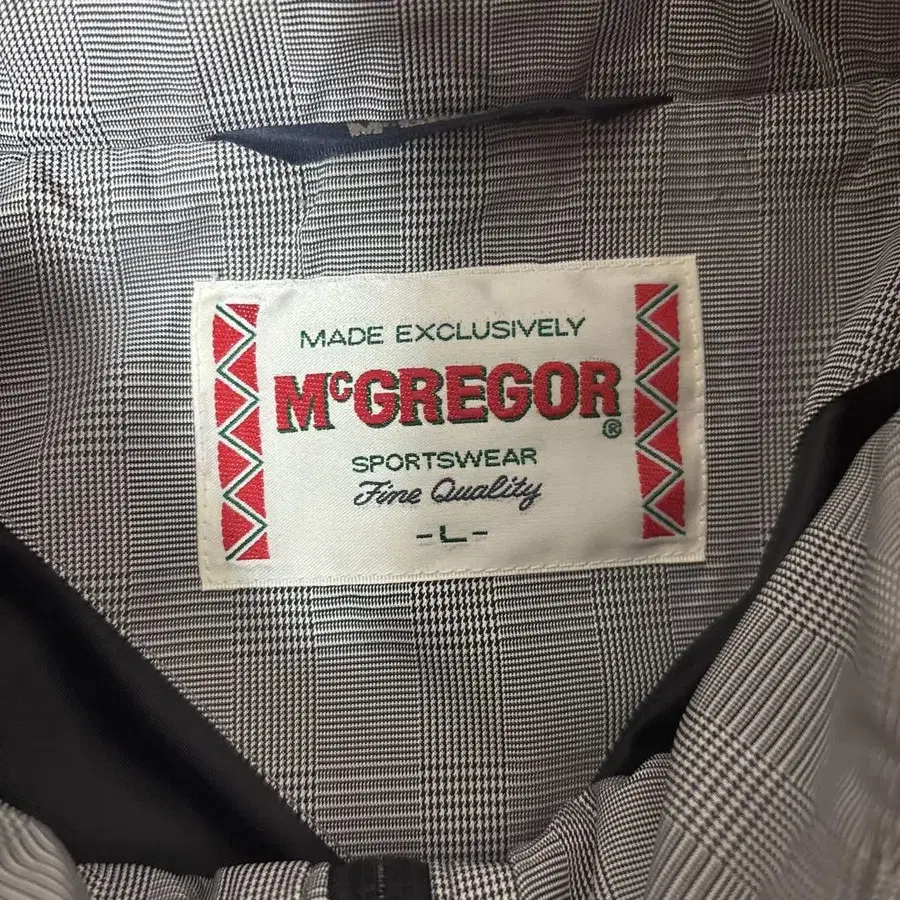 MADE EXCLUSIVELY
McGREGOR®
SPORTSWEAR
Fine Quality
-L-